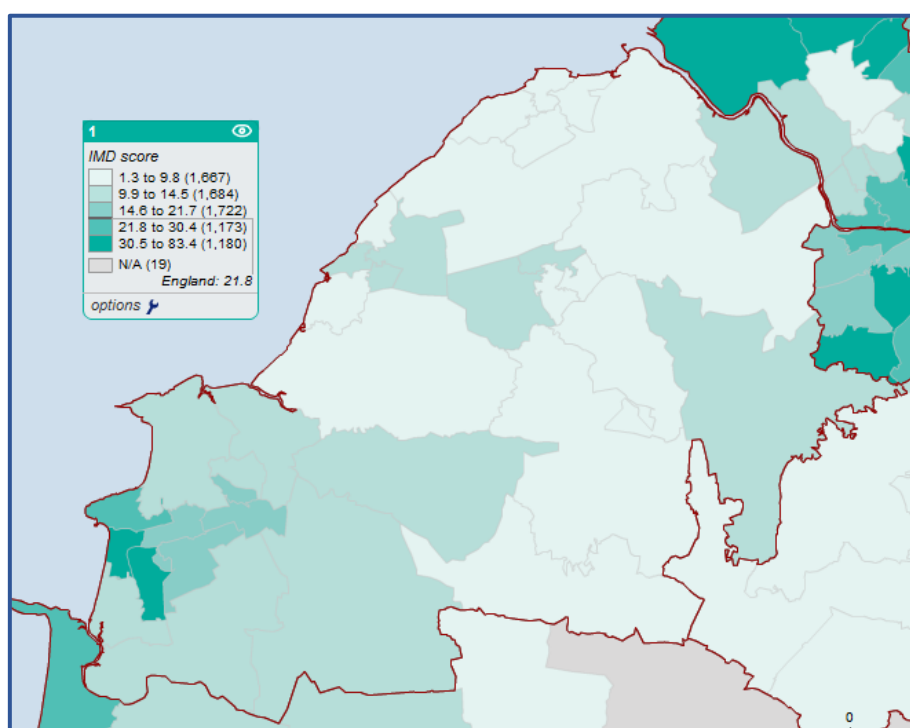 1
IMD score
1.3 to 9.8 (1,667)
9.9 to 14.5 (1,684)
14.6 to 21.7 (1,722)
21.8 to 30.4 (1,173)
30.5 to 83.4 (1,180)
N/A (19)
England: 21.8
options
0